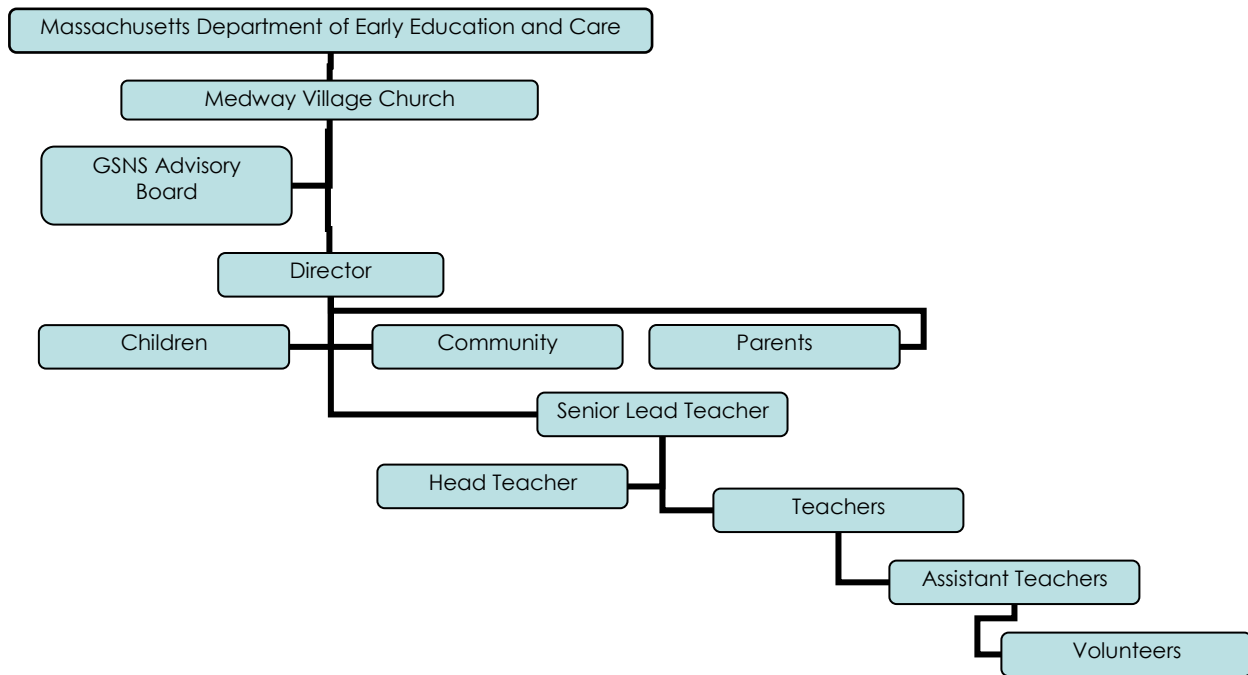 Massachusetts Department of Early Education and Care
Medway Village Church
GSNS Advisory
Board
Director
Children
Community
Parents
Senior Lead Teacher
Head Teacher
Teachers
Assistant Teachers
Volunteers